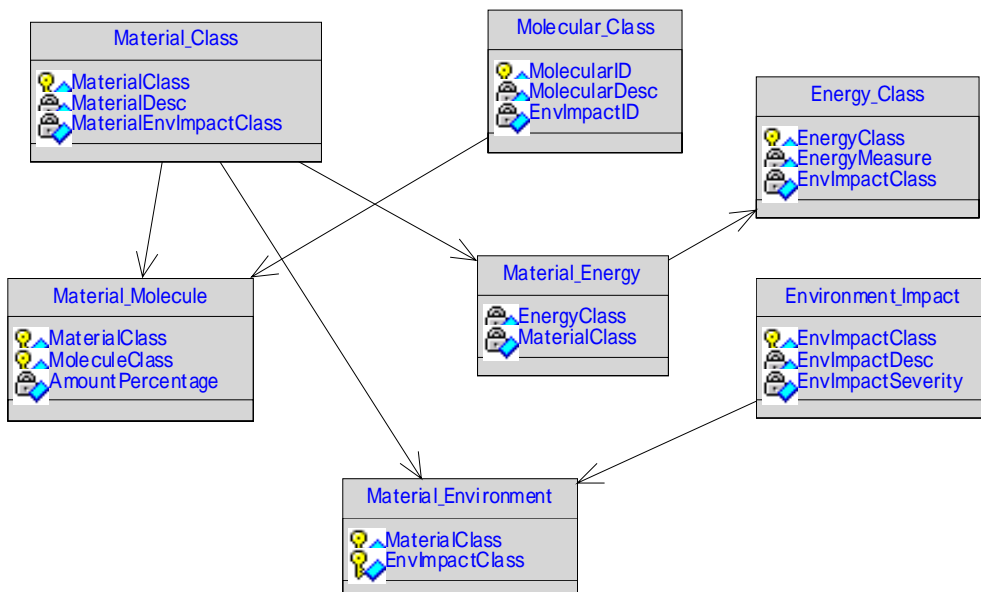 Material_Class
MaterialClass
MaterialDesc
MaterialEnvImpactClass
Molecular_Class
MolecularID
MolecularDesc
EnvImpactID
Energy_Class
EnergyClass
EnergyMeasure
EnvImpactClass
Material_Molecule
MaterialClass
MoleculeClass
AmountPercentage
Material_Energy
EnergyClass
MaterialClass
Environment_Impact
EnvImpactClass
EnvImpactDesc
EnvImpactSeverity
Material_Environment
MaterialClass
EnvImpactClass